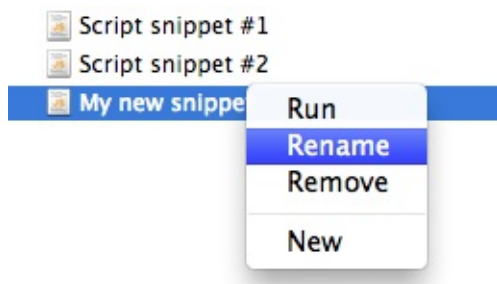 Script snippet #1
Script snippet #2
My new snippe
Run
Rename
Remove
New